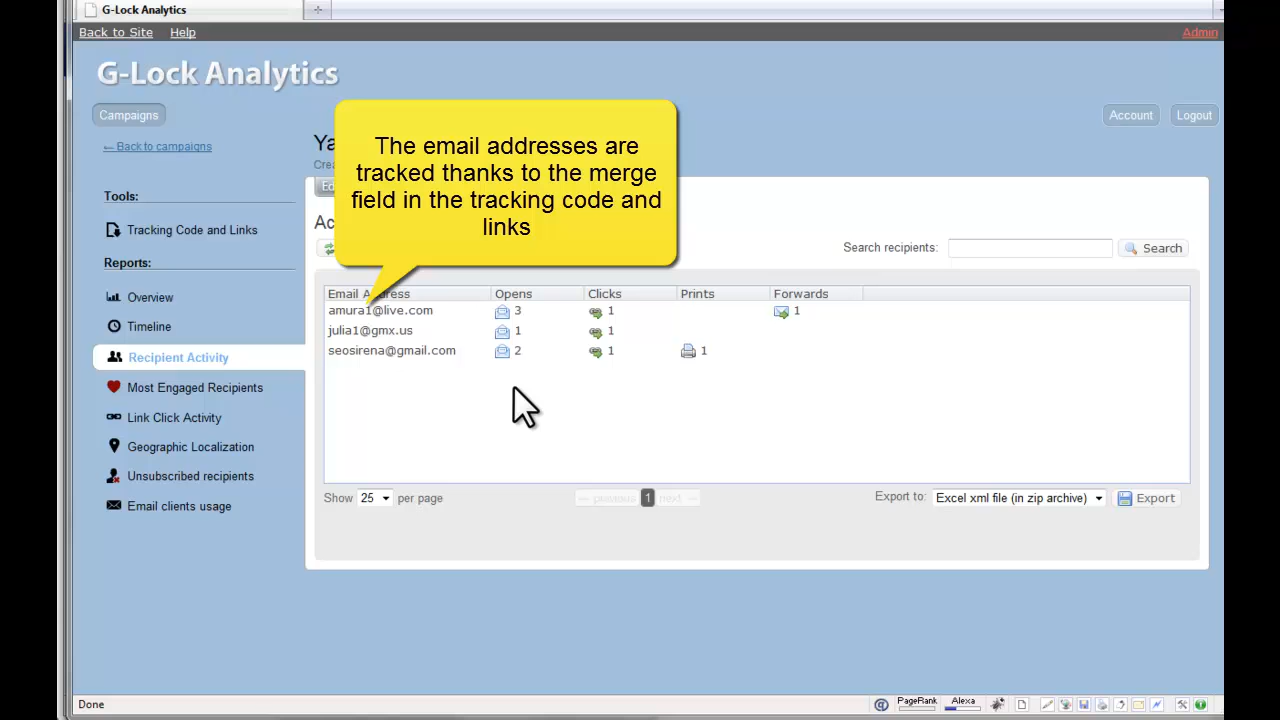 G-Lock Analytics
Back to Site Help Admin
G-Lock Analytics
Campaigns Account Logout
←Back to campaigns
The email addresses are
tracked thanks to the merge
field in the tracking code and
links
Tools:
Tracking Code and Links
Reports:
Overview
Timeline
Recipient Activity
Most Engaged Recipients
Link Click Activity
Geographic Localization
Unsubscribed recipients
Email clients usage
Search recipients: Search
Email Address Opens Clicks Prints Forwards
amura1@live.com 3 1 1
julia1@gmx.us 1 1
seosirena@gmail.com 2 1 1
Show 25 per page ← previous 1 next → Export to: Excel xml file (in zip archive) Export
Done PageRank Alexa